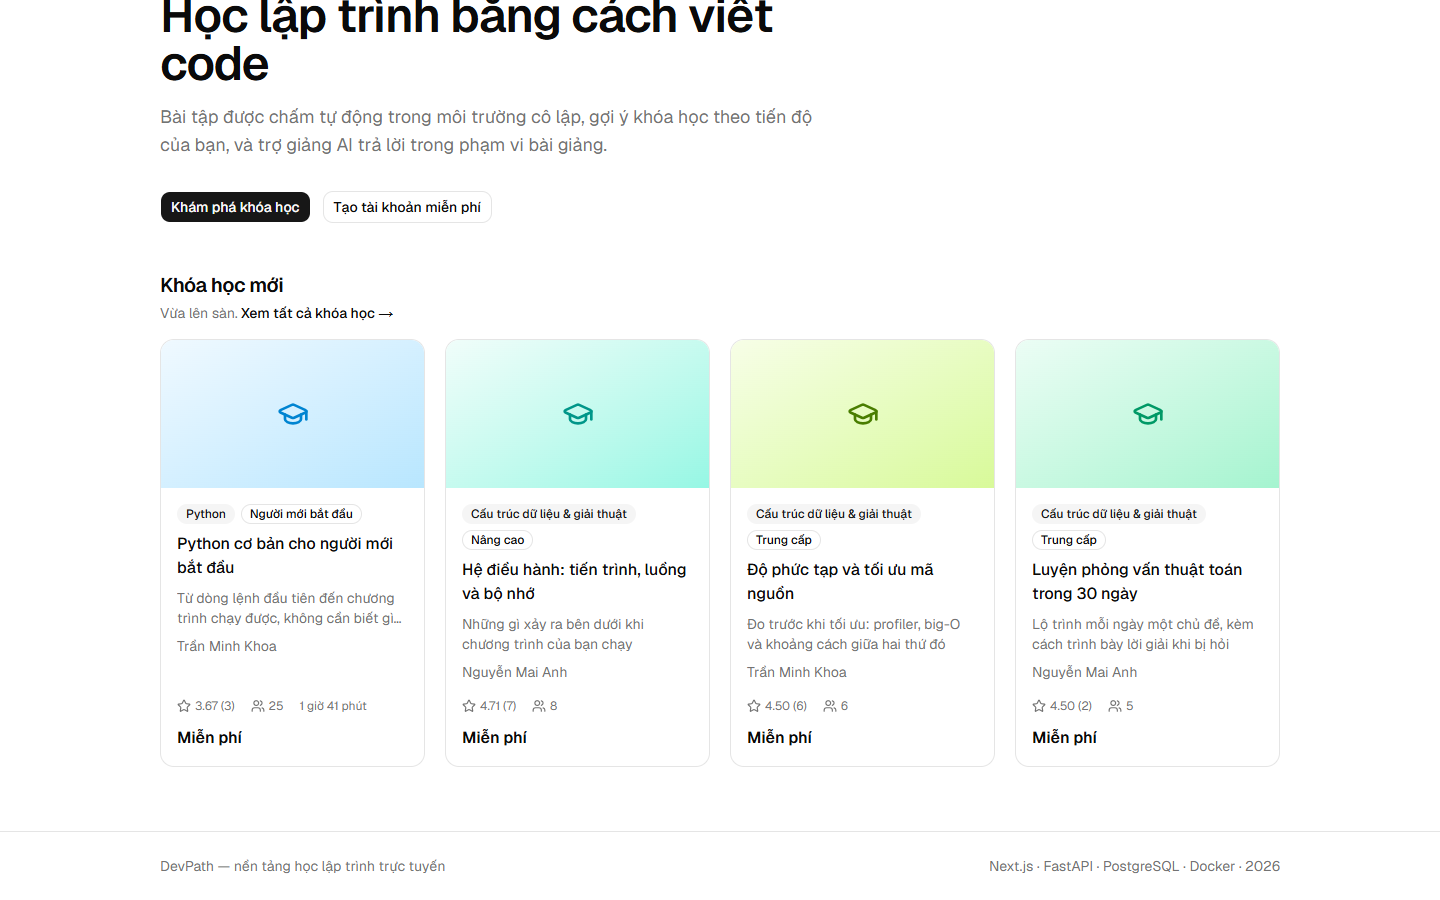 Học lập trình bằng cách viết
code
Bài tập được chấm tự động trong môi trường cô lập, gợi ý khóa học theo tiến độ
của bạn, và trợ giảng AI trả lời trong phạm vi bài giảng.
Khám phá khóa học
Tạo tài khoản miễn phí
Khóa học mới
Vừa lên sàn. Xem tất cả khóa học →
Python
Người mới bắt đầu
Python cơ bản cho người mới
bắt đầu
Từ dòng lệnh đầu tiên đến chương
trình chạy được, không cần biết gì...
Trần Minh Khoa
3.67 (3)
25
1 giờ 41 phút
Miễn phí
Cấu trúc dữ liệu & giải thuật
Nâng cao
Hệ điều hành: tiến trình, luồng
và bộ nhớ
Những gì xảy ra bên dưới khi
chương trình của bạn chạy
Nguyễn Mai Anh
4.71 (7)
8
Miễn phí
Cấu trúc dữ liệu & giải thuật
Trung cấp
Độ phức tạp và tối ưu mã
nguồn
Đo trước khi tối ưu: profiler, big-O
và khoảng cách giữa hai thứ đó
Trần Minh Khoa
4.50 (6)
6
Miễn phí
Cấu trúc dữ liệu & giải thuật
Trung cấp
Luyện phỏng vấn thuật toán
trong 30 ngày
Lộ trình mỗi ngày một chủ đề, kèm
cách trình bày lời giải khi bị hỏi
Nguyễn Mai Anh
4.50 (2)
5
Miễn phí
DevPath — nền tảng học lập trình trực tuyến
Next.js · FastAPI · PostgreSQL · Docker · 2026